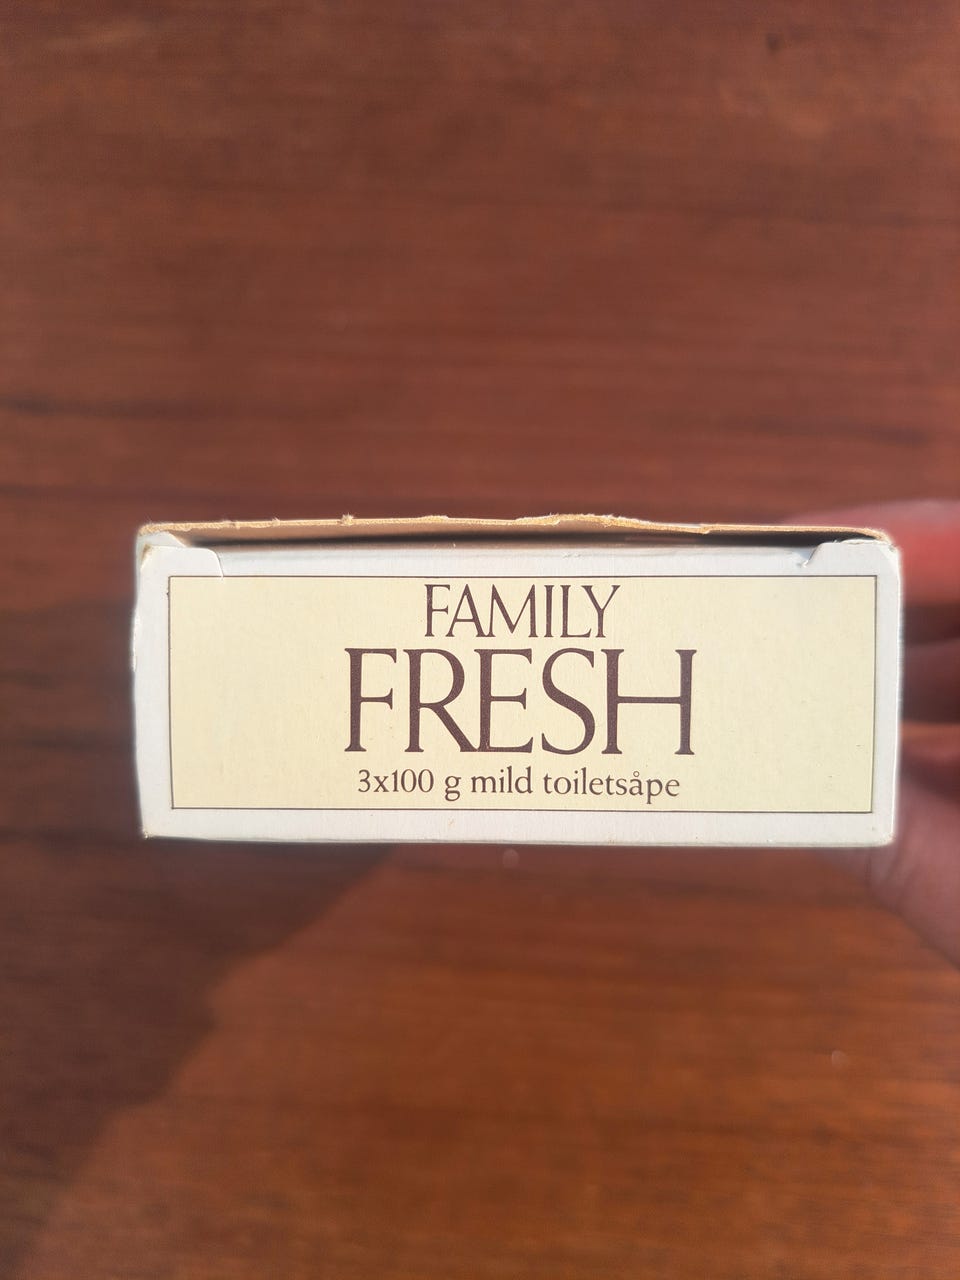 FAMILY
FRESH
3x100 g mild toiletsåpe